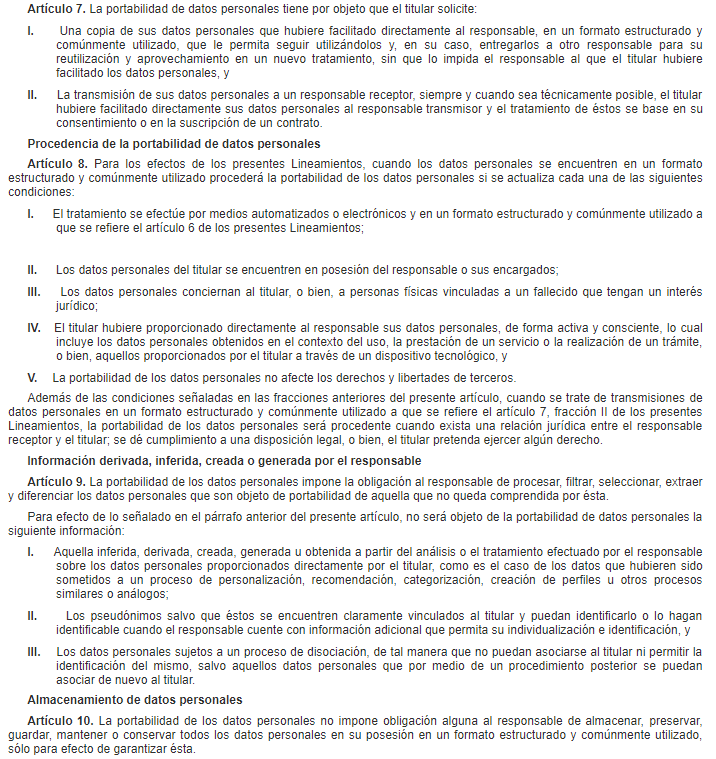 Artículo 7. La portabilidad de datos personales tiene por objeto que el titular solicite:
I. Una copia de sus datos personales que hubiere facilitado directamente al responsable, en un formato estructurado y
comúnmente utilizado, que le permita seguir utilizándolos y, en su caso, entregarlos a otro responsable para su
reutilización y aprovechamiento en un nuevo tratamiento, sin que lo impida el responsable al que el titular hubiere
facilitado los datos personales, y
II. La transmisión de sus datos personales a un responsable receptor, siempre y cuando sea técnicamente posible, el titular
hubiere facilitado directamente sus datos personales al responsable transmisor y el tratamiento de éstos se base en su
consentimiento o en la suscripción de un contrato.
Procedencia de la portabilidad de datos personales
Artículo 8. Para los efectos de los presentes Lineamientos, cuando los datos personales se encuentren en un formato
estructurado y comúnmente utilizado procederá la portabilidad de los datos personales si se actualiza cada una de las siguientes
condiciones:
I. El tratamiento se efectúe por medios automatizados o electrónicos y en un formato estructurado y comúnmente utilizado a
que se refiere el artículo 6 de los presentes Lineamientos;
II. Los datos personales del titular se encuentren en posesión del responsable o sus encargados;
III. Los datos personales conciernan al titular, o bien, a personas físicas vinculadas a un fallecido que tengan un interés
jurídico;
IV. El titular hubiere proporcionado directamente al responsable sus datos personales, de forma activa y consciente, lo cual
incluye los datos personales obtenidos en el contexto del uso, la prestación de un servicio o la realización de un trámite,
o bien, aquellos proporcionados por el titular a través de un dispositivo tecnológico, y
V. La portabilidad de los datos personales no afecte los derechos y libertades de terceros.
Además de las condiciones señaladas en las fracciones anteriores del presente artículo, cuando se trate de transmisiones de
datos personales en un formato estructurado y comúnmente utilizado a que se refiere el artículo 7, fracción II de los presentes
Lineamientos, la portabilidad de los datos personales será procedente cuando exista una relación jurídica entre el responsable
receptor y el titular; se dé cumplimiento a una disposición legal, o bien, el titular pretenda ejercer algún derecho.
Información derivada, inferida, creada o generada por el responsable
Artículo 9. La portabilidad de los datos personales impone la obligación al responsable de procesar, filtrar, seleccionar, extraer
y diferenciar los datos personales que son objeto de portabilidad de aquella que no queda comprendida por ésta.
Para efecto de lo señalado en el párrafo anterior del presente artículo, no será objeto de la portabilidad de datos personales la
siguiente información:
I. Aquella inferida, derivada, creada, generada u obtenida a partir del análisis o el tratamiento efectuado por el responsable
sobre los datos personales proporcionados directamente por el titular, como es el caso de los datos que hubieren sido
sometidos a un proceso de personalización, recomendación, categorización, creación de perfiles u otros procesos
similares o análogos;
II. Los pseudónimos salvo que éstos se encuentren claramente vinculados al titular y puedan identificarlo o lo hagan
identificable cuando el responsable cuente con información adicional que permita su individualización e identificación, y
III. Los datos personales sujetos a un proceso de disociación, de tal manera que no puedan asociarse al titular ni permitir la
identificación del mismo, salvo aquellos datos personales que por medio de un procedimiento posterior se puedan
asociar de nuevo al titular.
Almacenamiento de datos personales
Artículo 10. La portabilidad de los datos personales no impone obligación alguna al responsable de almacenar, preservar,
guardar, mantener o conservar todos los datos personales en su posesión en un formato estructurado y comúnmente utilizado,
sólo para efecto de garantizar ésta.